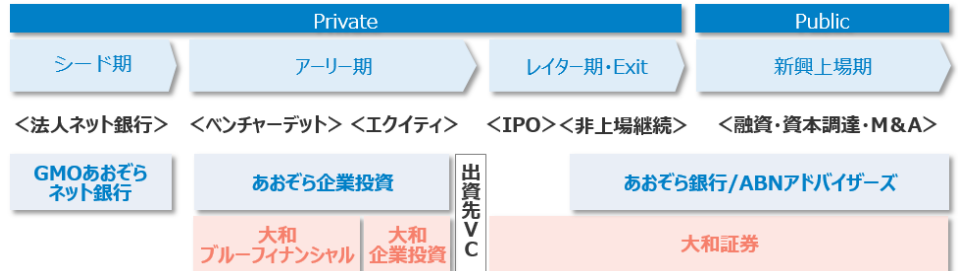 Private Public
シード期 アーリー期 レイター期・Exit 新興上場期
<法人ネット銀行> <ベンチャーデット> <エクイティ> <IPO> <非上場継続> <融資・資本調達・M&A>
GMOあおぞら
ネット銀行
あおぞら企業投資
出資先VC
あおぞら銀行/ABNアドバイザーズ
大和
ブルーフィナンシャル
大和
企業投資
大和証券